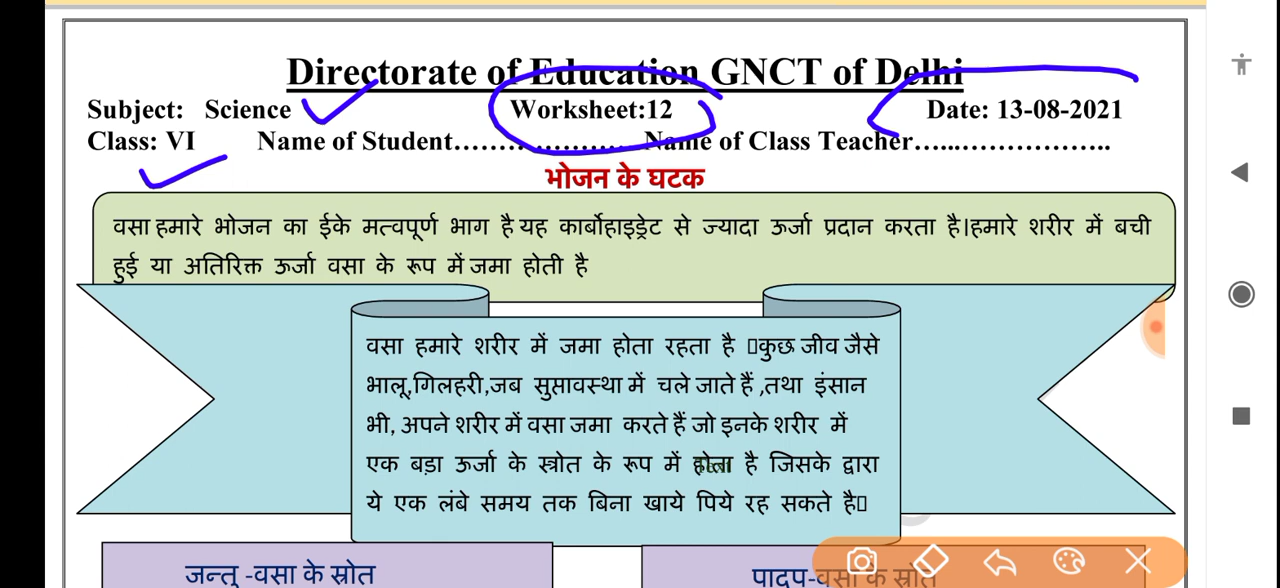 Directorate of Education GNCT of Delhi
Subject: Science Worksheet:12 Date: 13-08-2021
Class: VI Name of Student…………………Name of Class Teacher…...……………..
भोजन के घटक
वसा हमारे भोजन का ईके मत्वपूर्ण भाग है यह कार्बोहाइड्रेट से ज्यादा ऊर्जा प्रदान करता है।हमारे शरीर में बची
हुई या अतिरिक्त ऊर्जा वसा के रूप में जमा होती है
वसा हमारे शरीर में जमा होता रहता है कुछ जीव जैसे
भालू,गिलहरी,जब सुप्तावस्था में चले जाते हैं ,तथा इंसान
भी, अपने शरीर में वसा जमा करते हैं जो इनके शरीर में
एक बड़ा ऊर्जा के स्त्रोत के रूप में होता है जिसके द्वारा
ये एक लंबे समय तक बिना खाये पिये रह सकते है
जन्तु -वसा के स्रोत
पादप-वसा के स्रोत